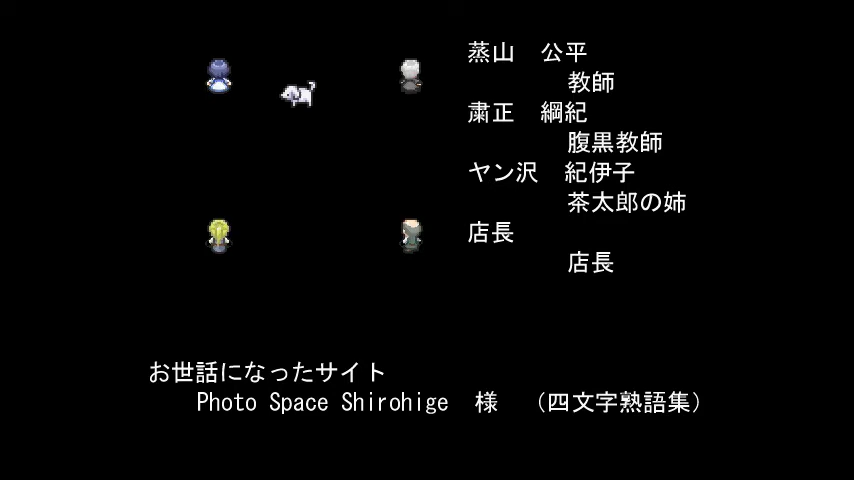 蒸山　公平
教師
粛正　綱紀
腹黒教師
ヤン沢　紀伊子
茶太郎の姉
店長
店長
お世話になったサイト
Photo Space Shirohige　様　（四文字熟語集）